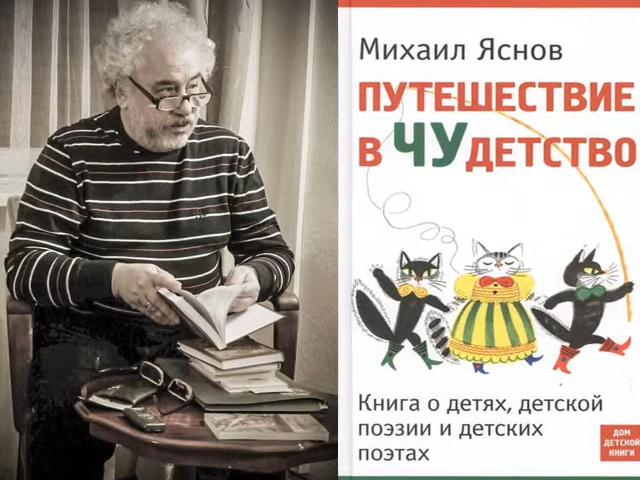 Михаил Яснов
ПУТЕШЕСТВИЕ
в ЧУдетство
Книга о детях, детской
поэзии и детских
поэтах
ДОМ
ДЕТСКОЙ
КНИГИ